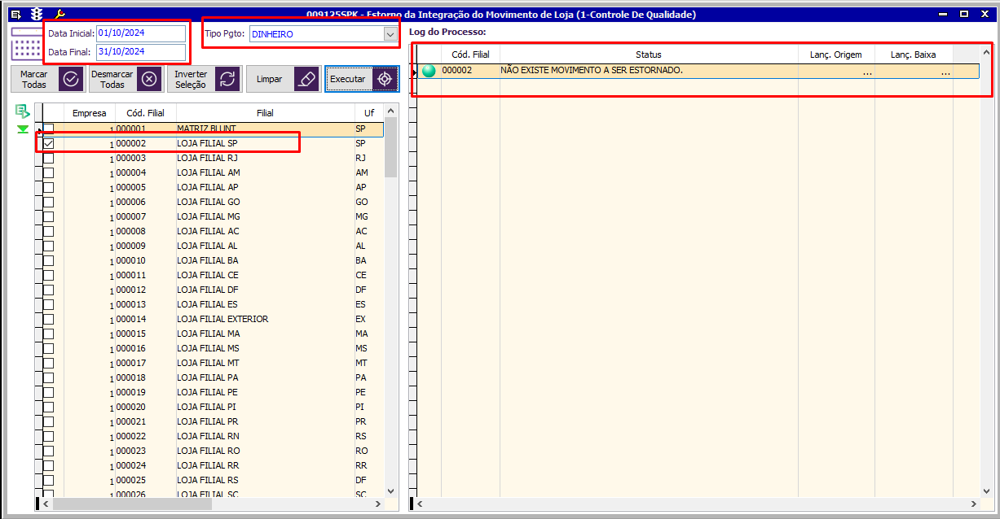 009125SPK - Estorno da Integração do Movimento de Loja (1-Controle De Qualidade)
Data Inicial: 01/10/2024
Data Final: 31/10/2024
Tipo Pgto: DINHEIRO
Marcar Todas
Desmarcar Todas
Inverter Seleção
Limpar
Executar
Empresa Cód. Filial Filial Uf
1 000001 MATRIZ BLUNT SP
1 000002 LOJA FILIAL SP SP
1 000003 LOJA FILIAL RJ RJ
1 000004 LOJA FILIAL AM AM
1 000005 LOJA FILIAL AP AP
1 000006 LOJA FILIAL GO GO
1 000007 LOJA FILIAL MG MG
1 000008 LOJA FILIAL AC AC
1 000009 LOJA FILIAL AL AL
1 000010 LOJA FILIAL BA BA
1 000011 LOJA FILIAL CE CE
1 000012 LOJA FILIAL DF DF
1 000013 LOJA FILIAL ES ES
1 000014 LOJA FILIAL EXTERIOR EX
1 000015 LOJA FILIAL MA MA
1 000016 LOJA FILIAL MS MS
1 000017 LOJA FILIAL MT MT
1 000018 LOJA FILIAL PA PA
1 000019 LOJA FILIAL PE PE
1 000020 LOJA FILIAL PI PI
1 000021 LOJA FILIAL PR PR
1 000022 LOJA FILIAL RN RS
1 000023 LOJA FILIAL RO RO
1 000024 LOJA FILIAL RR RR
1 000025 LOJA FILIAL RS DF
1 000026 LOJA FILIAL SC SC
Log do Processo:
Cód. Filial Status Lanç. Origem Lanç. Baixa
000002 NÃO EXISTE MOVIMENTO A SER ESTORNADO. ... ...